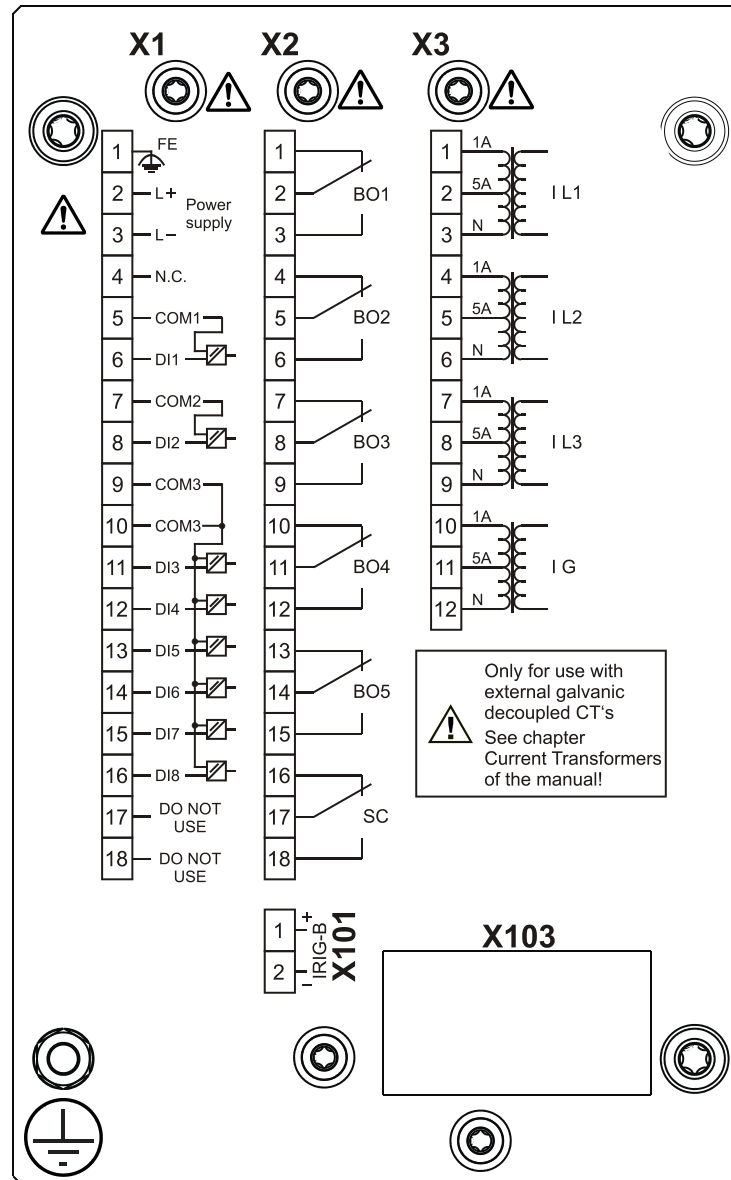 X1 X2 X3
1 FE
2 L+
Power
supply
3 L–
4 N.C.
5 COM1
6 DI1
7 COM2
8 DI2
9 COM3
10 COM3
11 DI3
12 DI4
13 DI5
14 DI6
15 DI7
16 DI8
17 DO NOT
USE
18 DO NOT
USE
1
2 BO1
3
4
5 BO2
6
7
8 BO3
9
10
11 BO4
12
13
14 BO5
15
16
17 SC
18
1 1A
2 5A I L1
3 N
4 1A
5 5A I L2
6 N
7 1A
8 5A I L3
9 N
10 1A
11 5A I G
12 N
Only for use with
external galvanic
decoupled CT‘s
See chapter
Current Transformers
of the manual!
1 +
2 –
IRIG-B
X101
X103